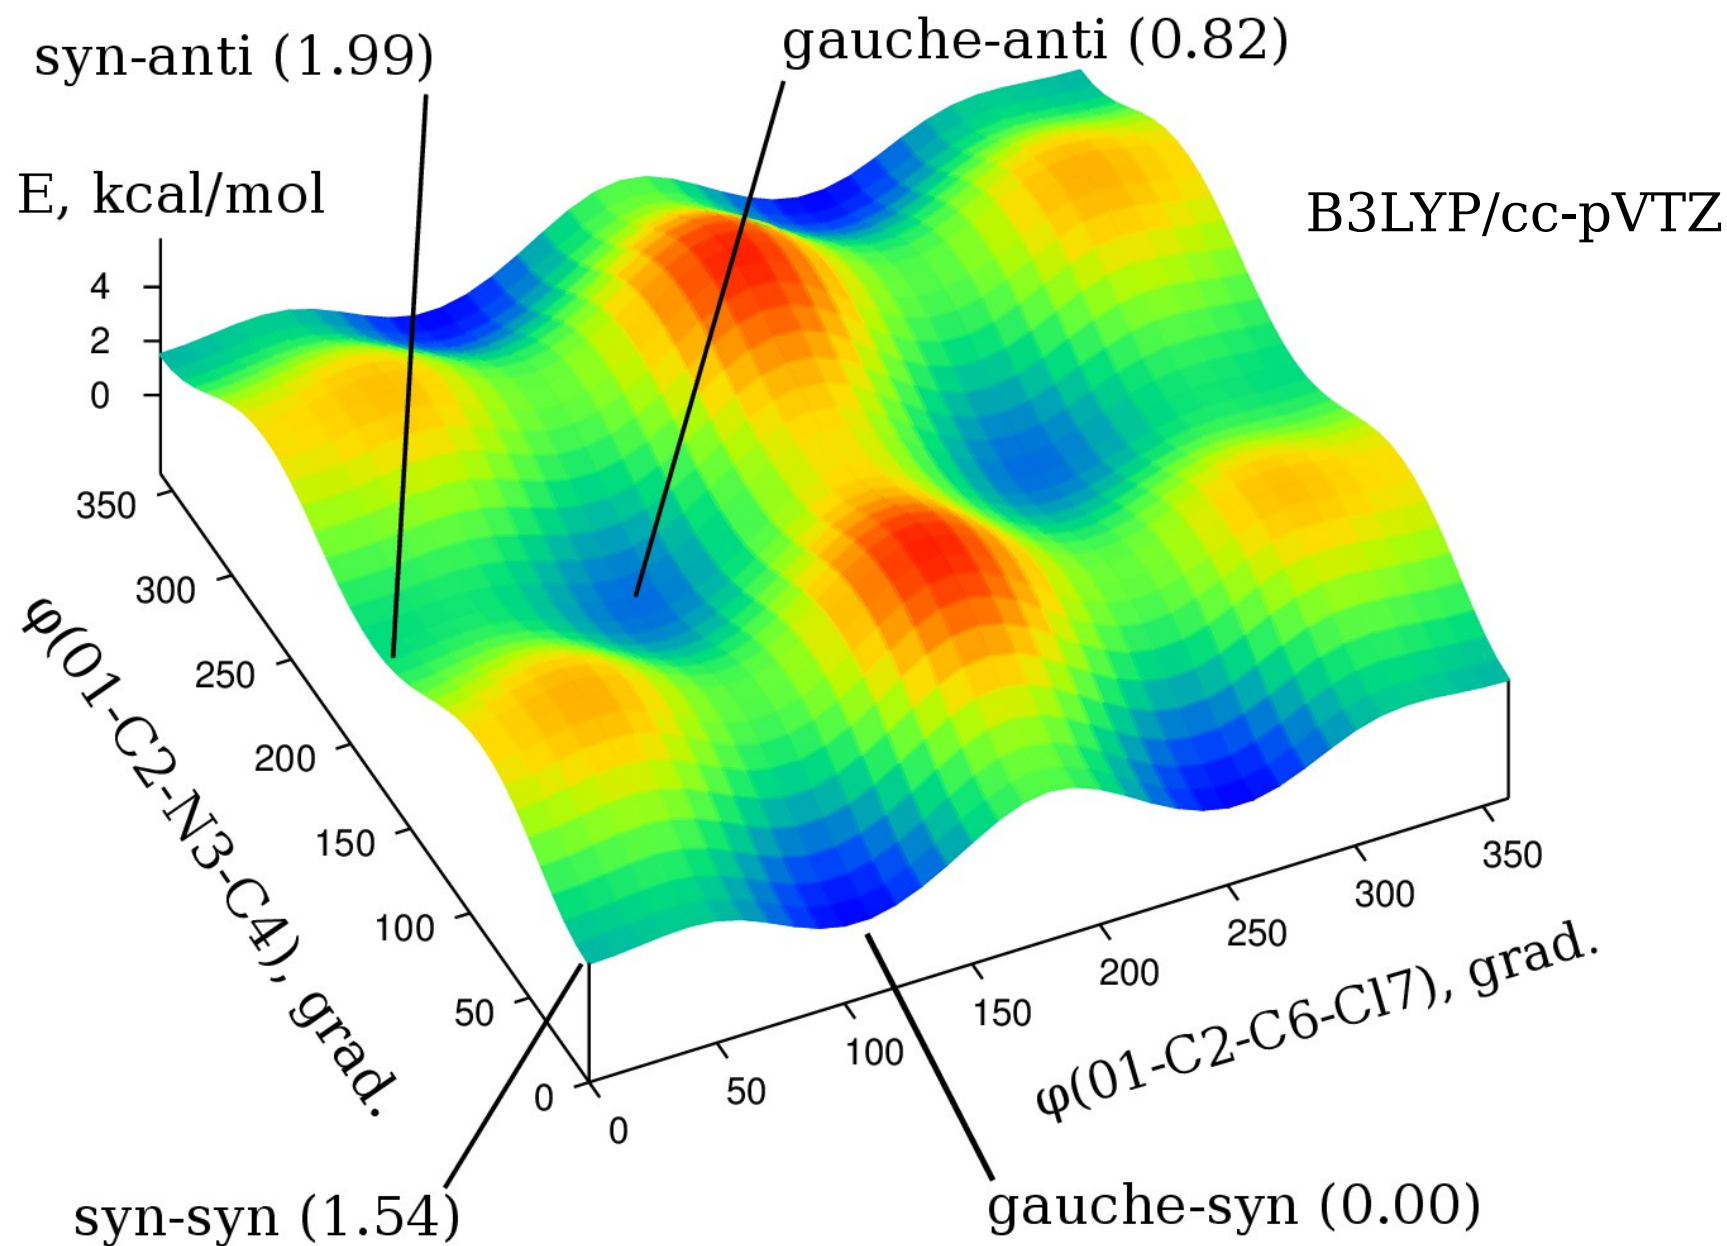 syn-anti (1.99)
gauche-anti (0.82)
E, kcal/mol
B3LYP/cc-pVTZ
4
2
0
350
300
250
200
150
100
50
0
φ(01-C2-N3-C4), grad.
0
50
100
150
200
250
300
350
φ(01-C2-C6-Cl7), grad.
syn-syn (1.54)
gauche-syn (0.00)